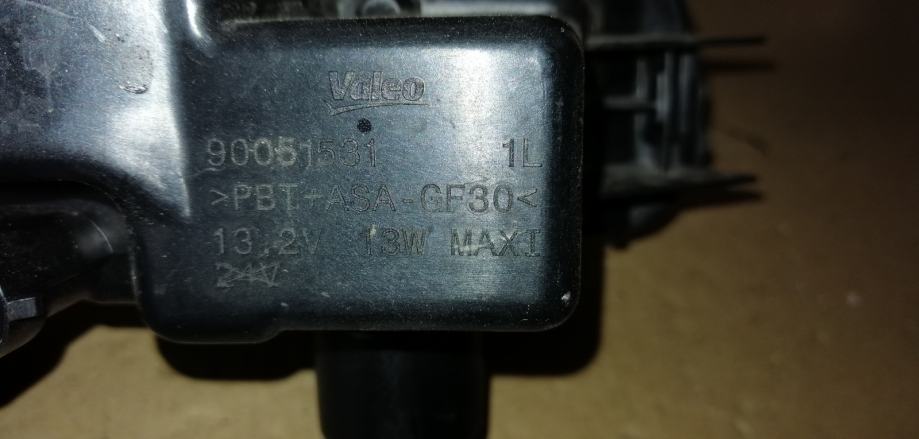 Valeo
90051531 1L
>PBT+ASA-GF30<
13.2V 13W MAXI
24V